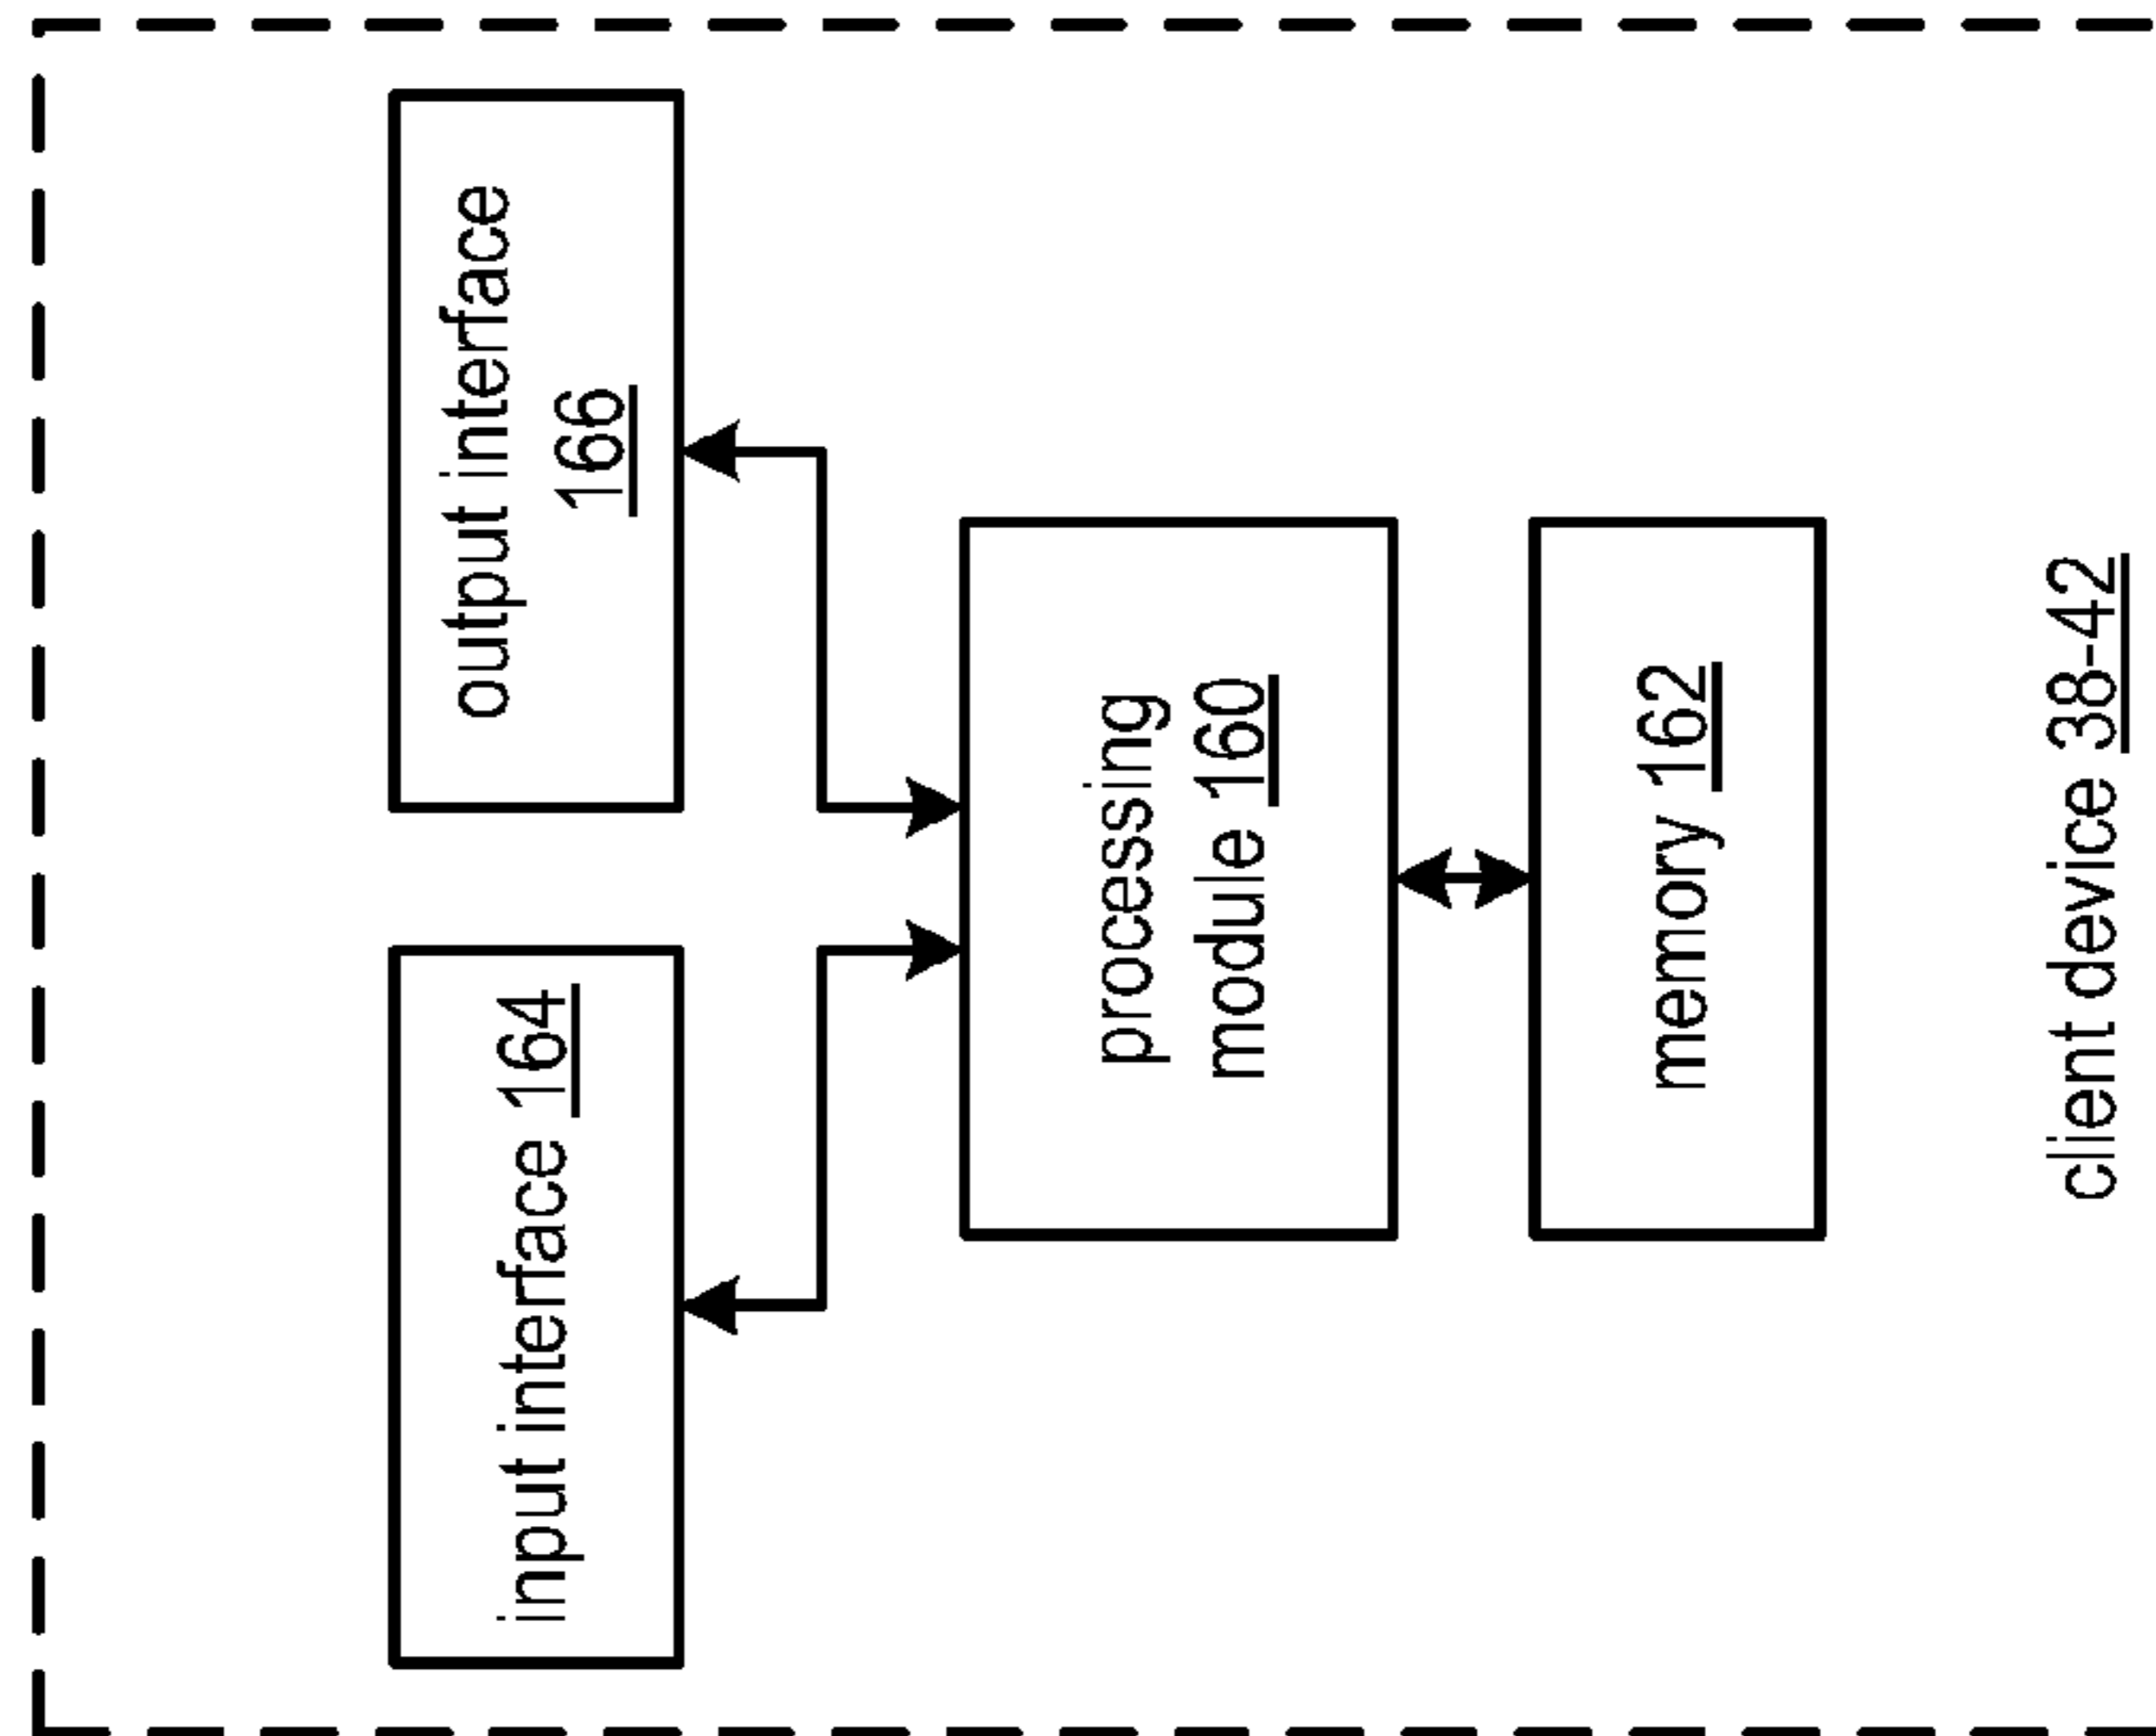 input interface 164
output interface
166
processing
module 160
memory 162
client device 38-42